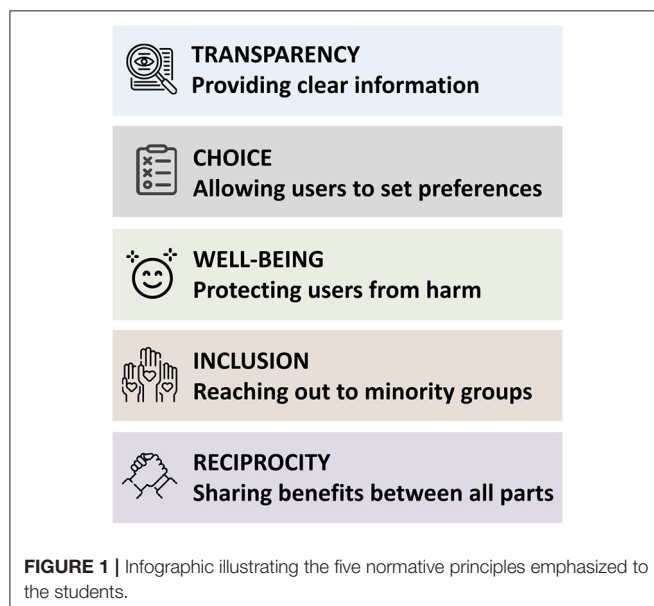 TRANSPARENCY
Providing clear information
CHOICE
Allowing users to set preferences
WELL-BEING
Protecting users from harm
INCLUSION
Reaching out to minority groups
RECIPROCITY
Sharing benefits between all parts
FIGURE 1 | Infographic illustrating the five normative principles emphasized to
the students.